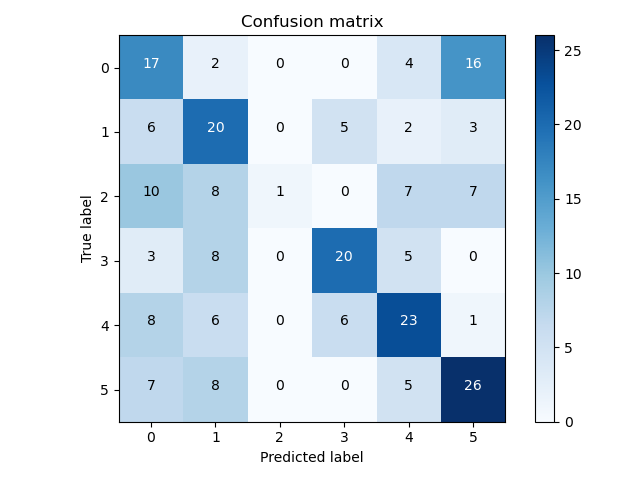 Confusion matrix
0 17 2 0 0 4 16
1 6 20 0 5 2 3
2 10 8 1 0 7 7
3 3 8 0 20 5 0
4 8 6 0 6 23 1
5 7 8 0 0 5 26
0 1 2 3 4 5
Predicted label
True label
25
20
15
10
5
0